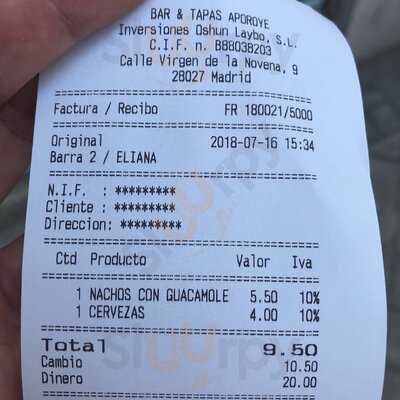 BAR & TAPAS APOROYE
Inversiones Oshun Laybo, S.L.
C.I.F. n. B88038203
Calle Virgen de la Novena, 9
28027 Madrid
Factura / Recibo FR 180021/5000
Original 2018-07-16 15:34
Barra 2 / ELIANA
N.I.F. : *********
Cliente : *********
Direccion: *********
Ctd Producto Valor Iva
1 NACHOS CON GUACAMOLE 5.50 10%
1 CERVEZAS 4.00 10%
Total 9.50
Cambio 10.50
Dinero 20.00
Sluurpy